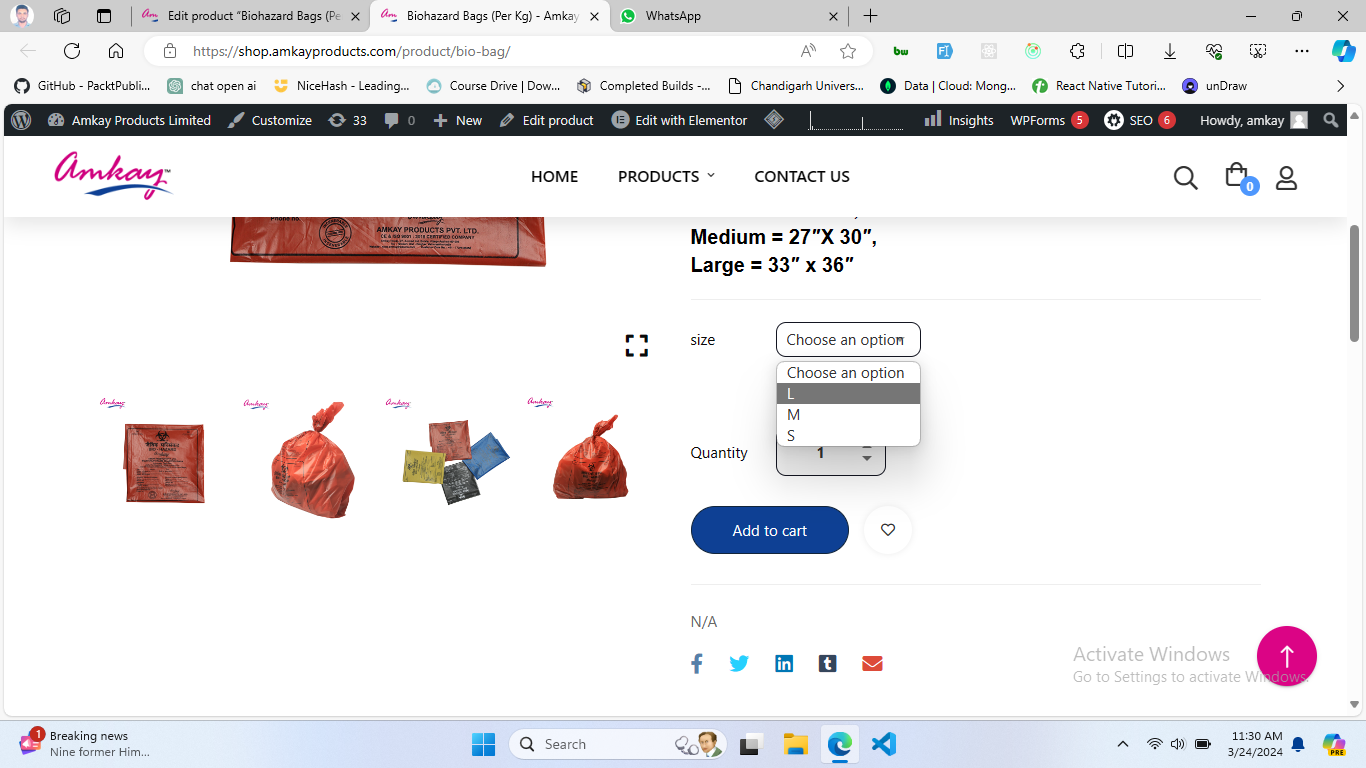 Edit product “Biohazard Bags (Pe
Biohazard Bags (Per Kg) - Amkay
WhatsApp
https://shop.amkayproducts.com/product/bio-bag/
GitHub - PacktPubli...
chat open ai
NiceHash - Leading...
Course Drive | Dow...
Completed Builds -...
Chandigarh Univers...
Data | Cloud: Mong...
React Native Tutori...
unDraw
Amkay Products Limited
Customize
33
0
New
Edit product
Edit with Elementor
Insights
WPForms 5
SEO 6
Howdy, amkay
Amkay
HOME
PRODUCTS
CONTACT US
0
Phone no.
AMKAY PRODUCTS PVT. LTD.
Medium = 27″X 30″,
Large = 33″ x 36″
size
Choose an option
Choose an option
L
M
S
Quantity
1
Add to cart
N/A
Activate Windows
Go to Settings to activate Windows.
1
Breaking news
Nine former Him...
Search
PRE
11:30 AM
3/24/2024